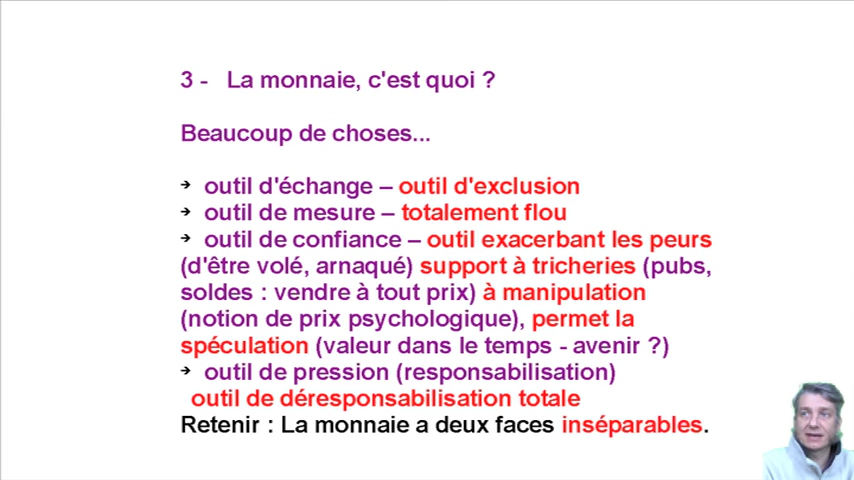 3 - La monnaie, c'est quoi ?
Beaucoup de choses...
➔ outil d'échange – outil d'exclusion
➔ outil de mesure – totalement flou
➔ outil de confiance – outil exacerbant les peurs
(d'être volé, arnaqué) support à tricheries (pubs,
soldes : vendre à tout prix) à manipulation
(notion de prix psychologique), permet la
spéculation (valeur dans le temps - avenir ?)
➔ outil de pression (responsabilisation)
outil de déresponsabilisation totale
Retenir : La monnaie a deux faces inséparables.